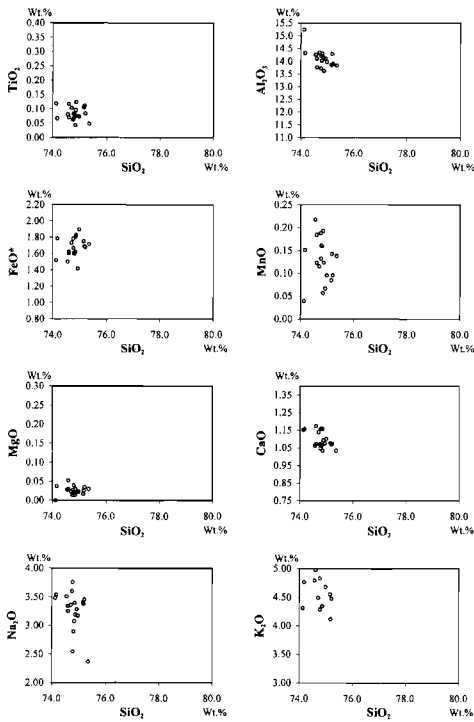 Wt.%
TiO₂
0.40
0.35
0.30
0.25
0.20
0.15
0.10
0.05
0.00
74.0 76.0 78.0 80.0
SiO₂ Wt.%
Wt.%
Al₂O₃
15.5
15.0
14.5
14.0
13.5
13.0
12.5
12.0
11.5
11.0
74.0 76.0 78.0 80.0
SiO₂ Wt.%
Wt.%
FeO*
2.20
2.00
1.80
1.60
1.40
1.20
1.00
0.80
74.0 76.0 78.0 80.0
SiO₂ Wt.%
Wt.%
MnO
0.25
0.20
0.15
0.10
0.05
0.00
74.0 76.0 78.0 80.0
SiO₂ Wt.%
Wt.%
MgO
0.30
0.25
0.20
0.15
0.10
0.05
0.00
74.0 76.0 78.0 80.0
SiO₂ Wt.%
Wt.%
CaO
1.35
1.25
1.15
1.05
0.95
0.85
0.75
74.0 76.0 78.0 80.0
SiO₂ Wt.%
Wt.%
Na₂O
4.00
3.50
3.00
2.50
2.00
74.0 76.0 78.0 80.0
SiO₂ Wt.%
Wt.%
K₂O
5.00
4.50
4.00
3.50
3.00
74.0 76.0 78.0 80.0
SiO₂ Wt.%